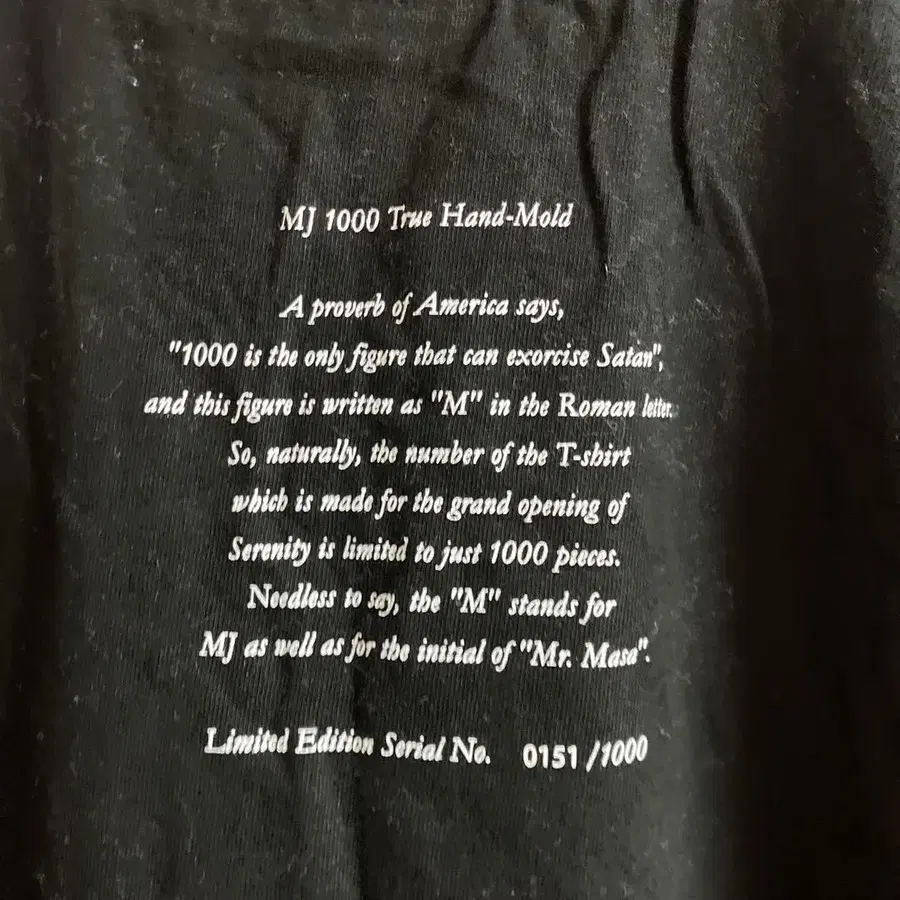 MJ 1000 True Hand-Mold
A proverb of America says,
"1000 is the only figure that can exorcise Satan",
and this figure is written as "M" in the Roman letter.
So, naturally, the number of the T-shirt
which is made for the grand opening of
Serenity is limited to just 1000 pieces.
Needless to say, the "M" stands for
MJ as well as for the initial of "Mr. Masa".
Limited Edition Serial No. 0151 /1000